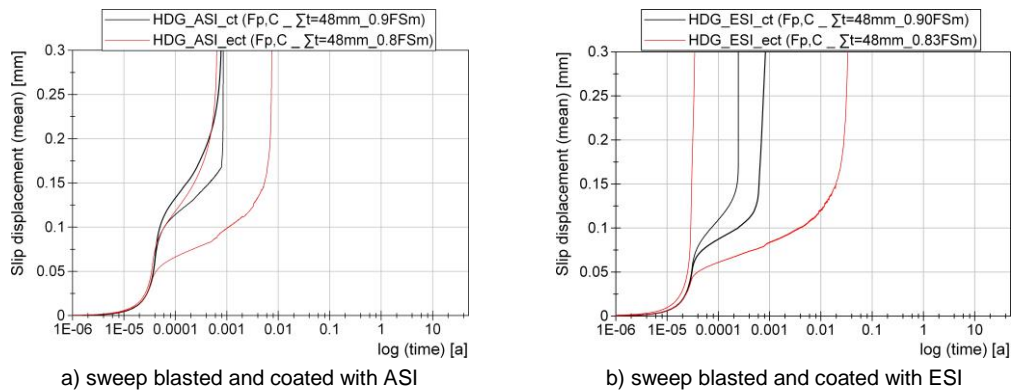 HDG_ASI_ct (Fp,C _ ∑t=48mm_0.9FSm)
HDG_ASI_ect (Fp,C _ ∑t=48mm_0.8FSm)
Slip displacement (mean) [mm]
0.3
0.25
0.2
0.15
0.1
0.05
0
1E-06 1E-05 0.0001 0.001 0.01 0.1 1 10
log (time) [a]
a) sweep blasted and coated with ASI
HDG_ESI_ct (Fp,C _ ∑t=48mm_0.90FSm)
HDG_ESI_ect (Fp,C _ ∑t=48mm_0.83FSm)
Slip displacement (mean) [mm]
0.3
0.25
0.2
0.15
0.1
0.05
0
1E-06 1E-05 0.0001 0.001 0.01 0.1 1 10
log (time) [a]
b) sweep blasted and coated with ESI